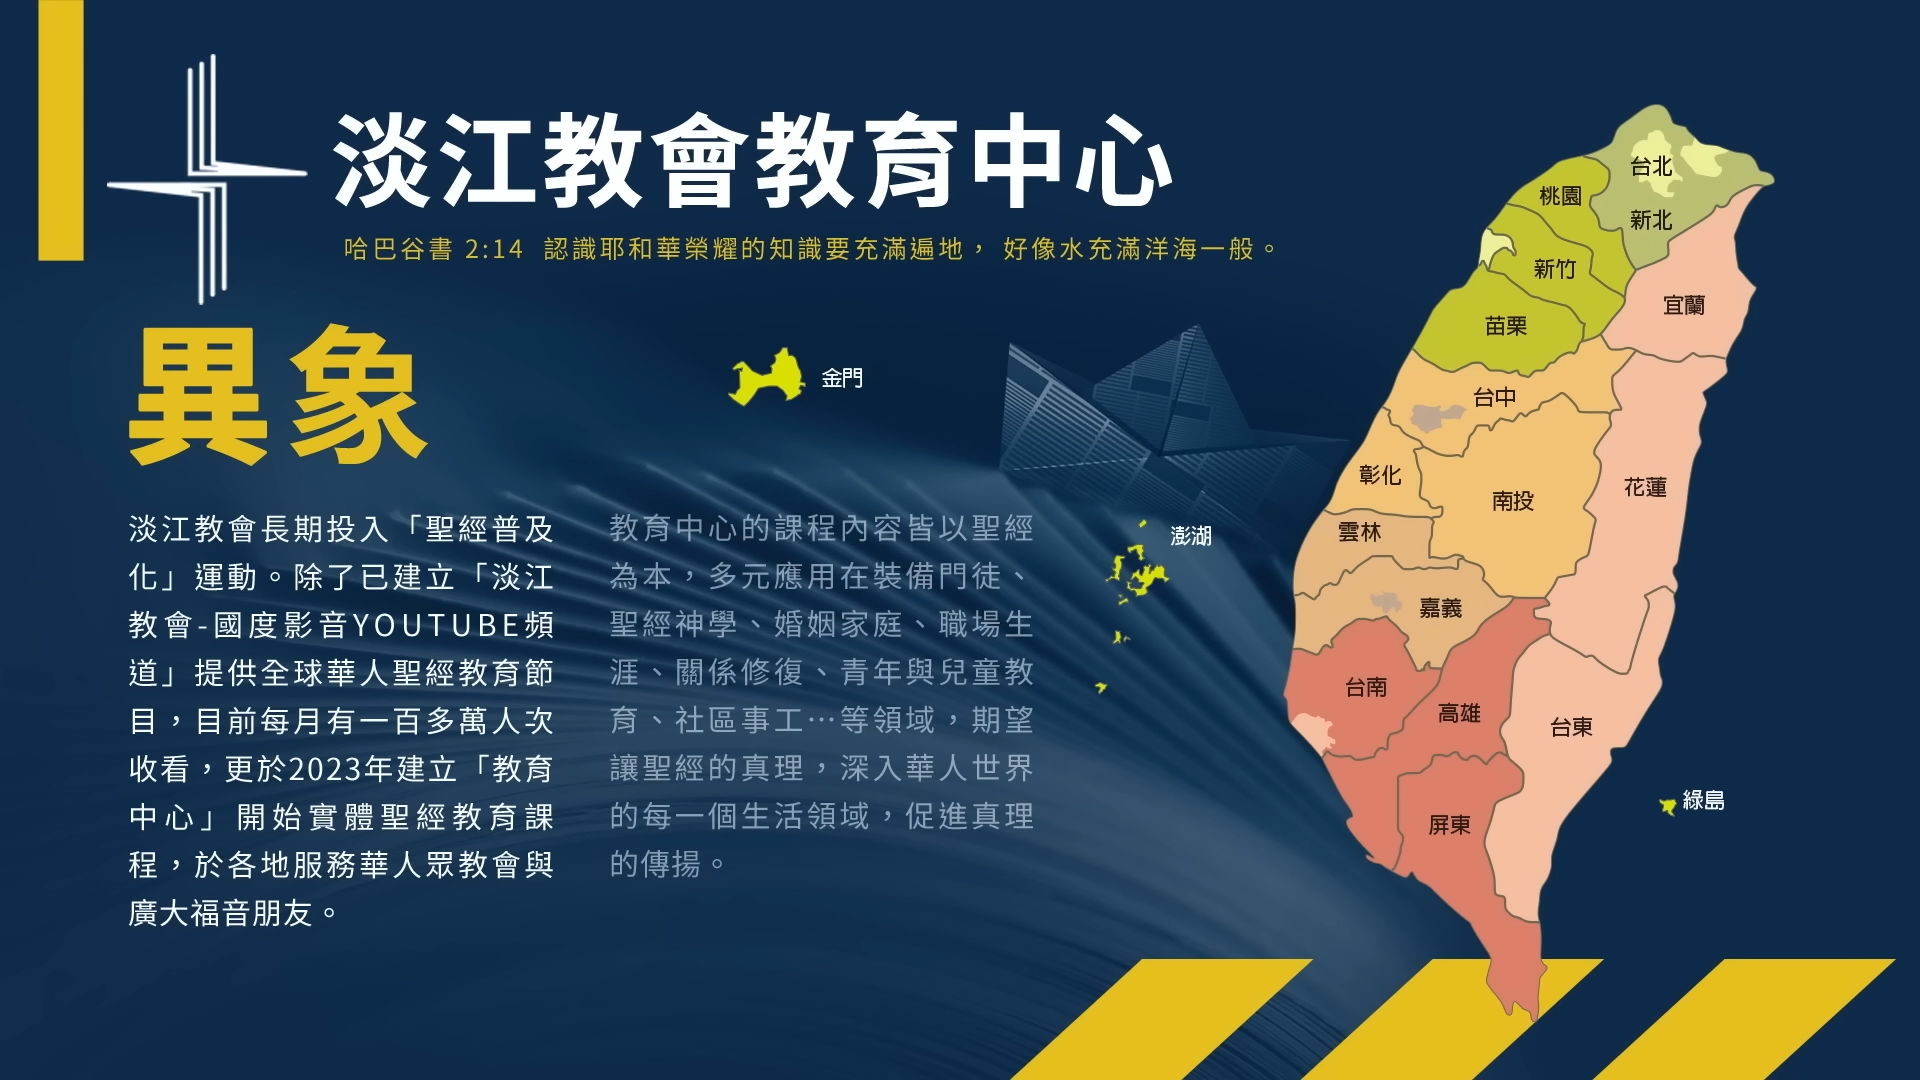 淡江教會教育中心
哈巴谷書 2:14 認識耶和華榮耀的知識要充滿遍地， 好像水充滿洋海一般。
異象
淡江教會長期投入「聖經普及
化」運動。除了已建立「淡江
教會-國度影音YOUTUBE頻
道」提供全球華人聖經教育節
目，目前每月有一百多萬人次
收看，更於2023年建立「教育
中心」開始實體聖經教育課
程，於各地服務華人眾教會與
廣大福音朋友。
教育中心的課程內容皆以聖經
為本，多元應用在裝備門徒、
聖經神學、婚姻家庭、職場生
涯、關係修復、青年與兒童教
育、社區事工⋯等領域，期望
讓聖經的真理，深入華人世界
的每一個生活領域，促進真理
的傳揚。
台北
桃園
新北
新竹
宜蘭
苗栗
金門
台中
彰化
南投
花蓮
雲林
澎湖
嘉義
台南
高雄
台東
綠島
屏東